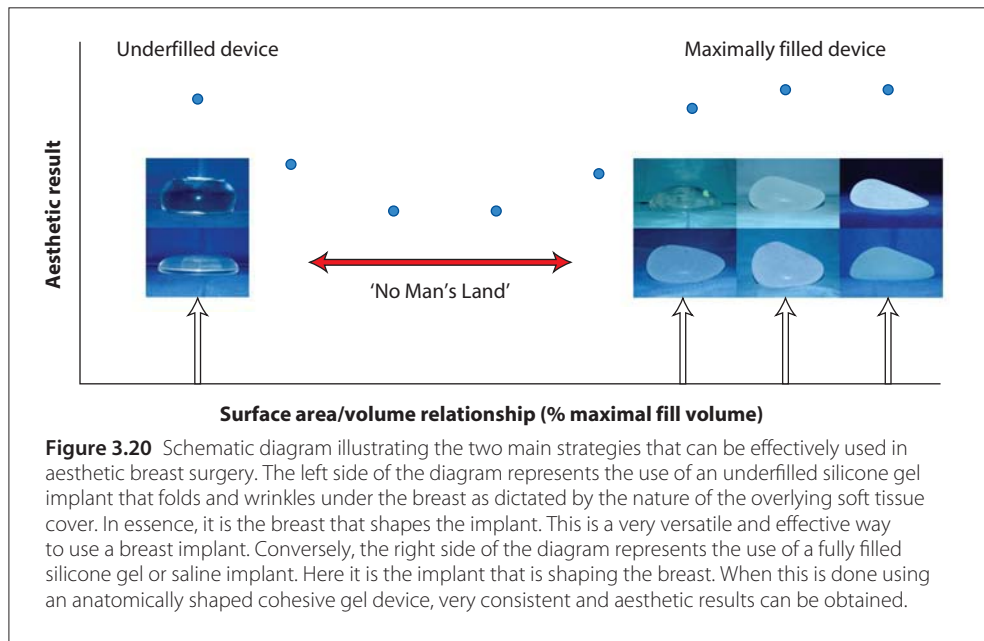 Underfilled device
Maximally filled device
Aesthetic result
‘No Man’s Land’
Surface area/volume relationship (% maximal fill volume)
Figure 3.20 Schematic diagram illustrating the two main strategies that can be effectively used in
aesthetic breast surgery. The left side of the diagram represents the use of an underfilled silicone gel
implant that folds and wrinkles under the breast as dictated by the nature of the overlying soft tissue
cover. In essence, it is the breast that shapes the implant. This is a very versatile and effective way
to use a breast implant. Conversely, the right side of the diagram represents the use of a fully filled
silicone gel or saline implant. Here it is the implant that is shaping the breast. When this is done using
an anatomically shaped cohesive gel device, very consistent and aesthetic results can be obtained.